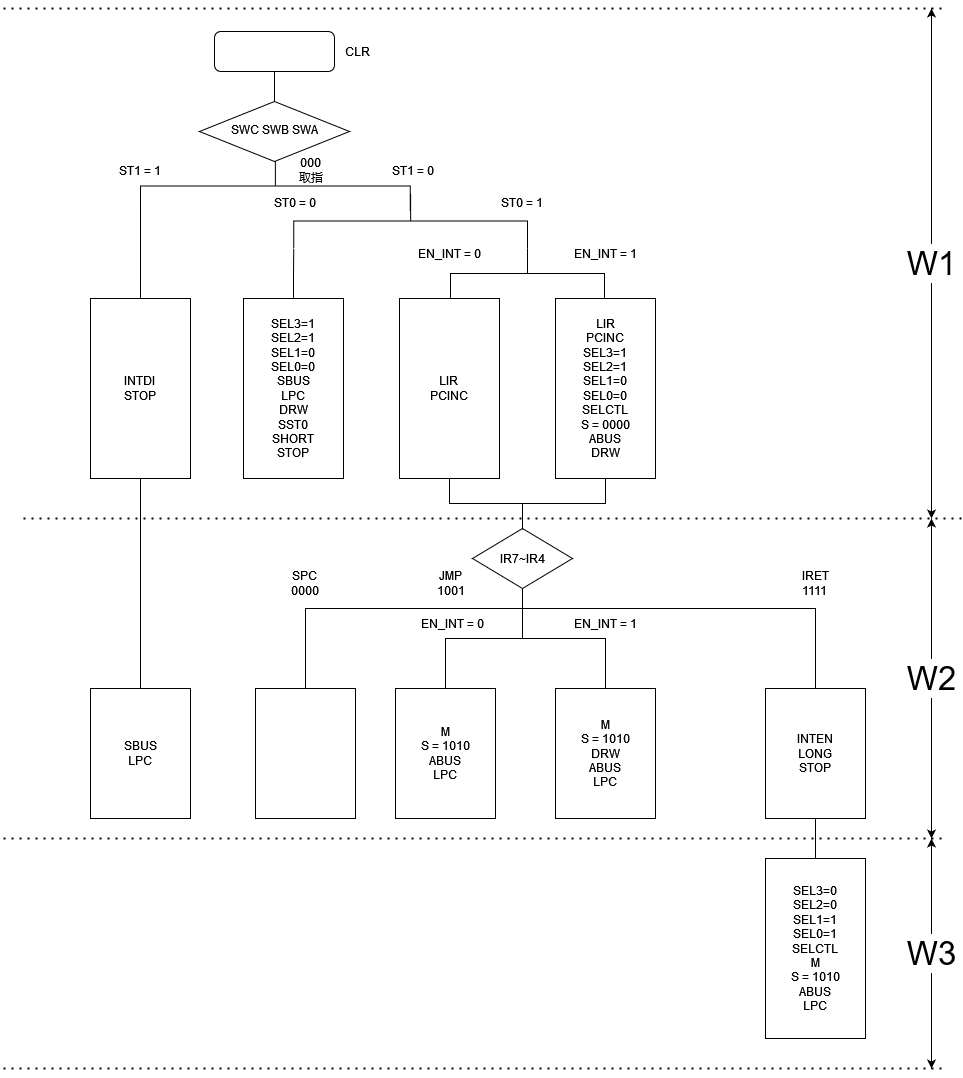 CLR
SWC SWB SWA
ST1 = 1
000
取指
ST1 = 0
ST0 = 0
ST0 = 1
EN_INT = 0
EN_INT = 1
W1
INTDI
STOP
SEL3=1
SEL2=1
SEL1=0
SEL0=0
SBUS
LPC
DRW
SST0
SHORT
STOP
LIR
PCINC
LIR
PCINC
SEL3=1
SEL2=1
SEL1=0
SEL0=0
SELCTL
S = 0000
ABUS
DRW
IR7~IR4
SPC
0000
JMP
1001
IRET
1111
EN_INT = 0
EN_INT = 1
W2
SBUS
LPC
M
S = 1010
ABUS
LPC
M
S = 1010
DRW
ABUS
LPC
INTEN
LONG
STOP
SEL3=0
SEL2=0
SEL1=1
SEL0=1
SELCTL
M
S = 1010
ABUS
LPC
W3